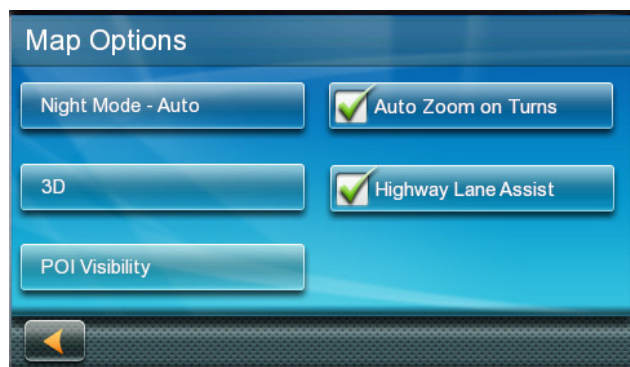 Map Options
Night Mode - Auto
Auto Zoom on Turns
3D
Highway Lane Assist
POI Visibility